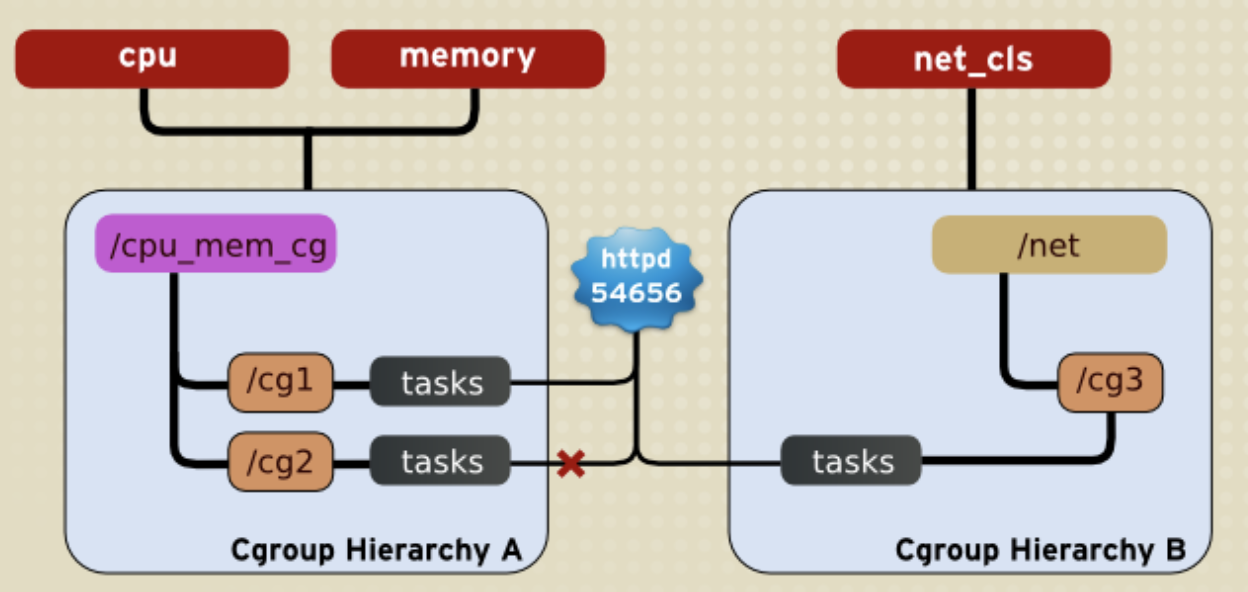 cpu
memory
net_cls
/cpu_mem_cg
httpd
54656
/net
/cg1
tasks
/cg3
/cg2
tasks
tasks
Cgroup Hierarchy A
Cgroup Hierarchy B